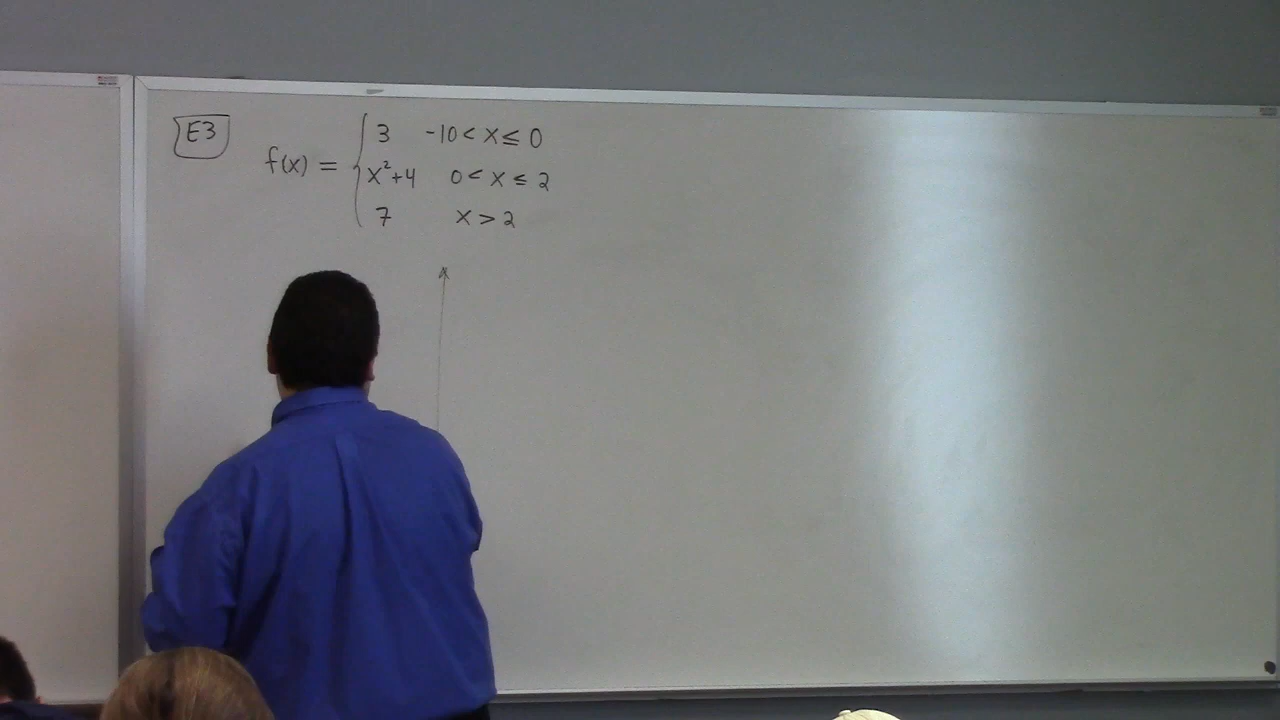 E3
f(x) = { 3 -10 < x ≤ 0
x²+4 0 < x ≤ 2
7 x > 2